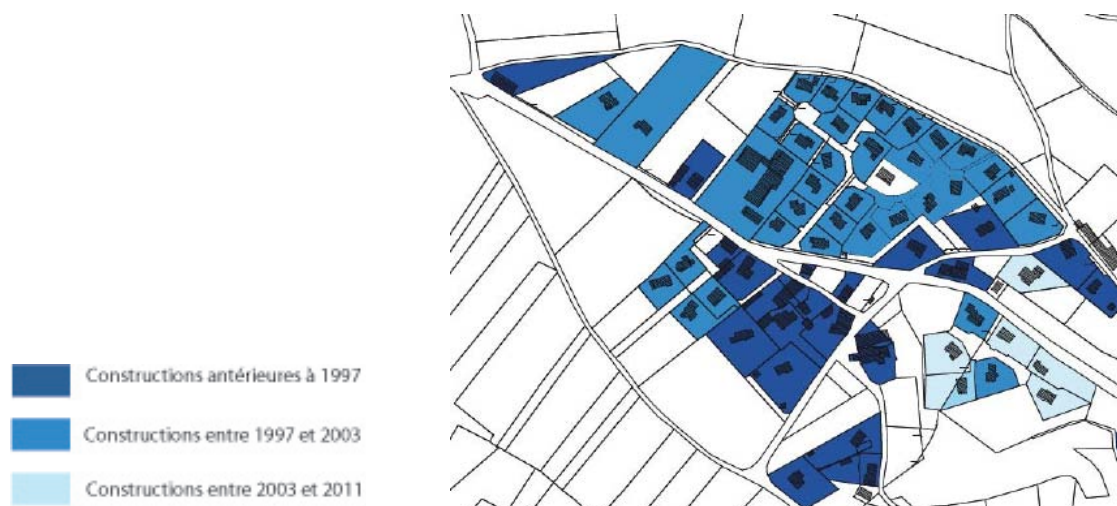 Constructions antérieures à 1997
Constructions entre 1997 et 2003
Constructions entre 2003 et 2011